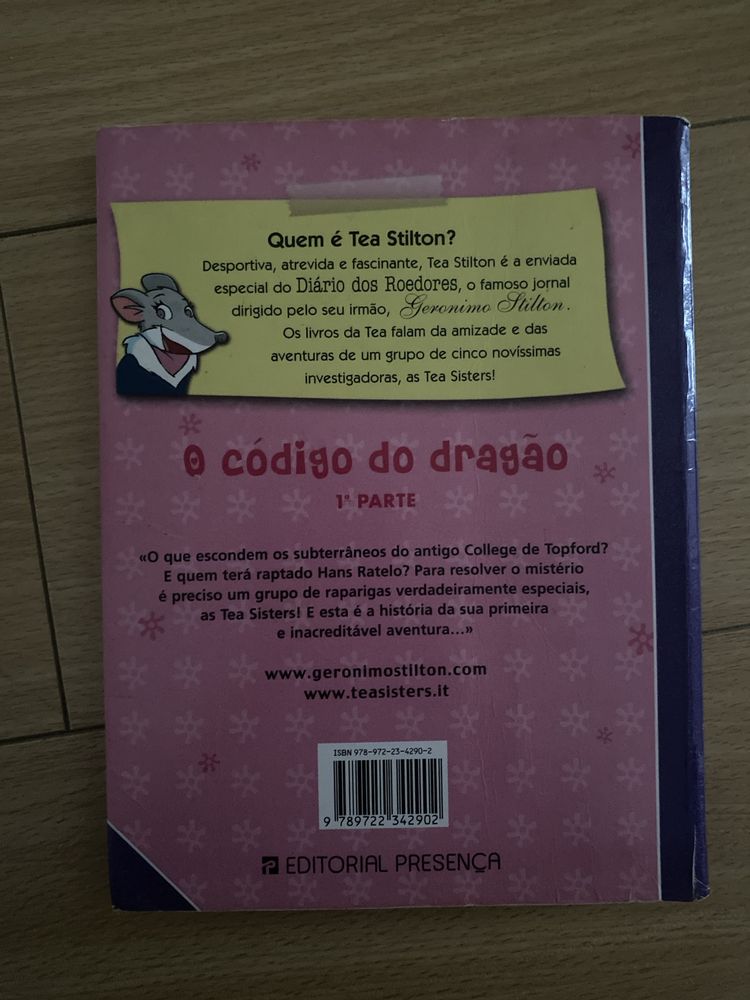 Quem é Tea Stilton?
Desportiva, atrevida e fascinante, Tea Stilton é a enviada
especial do Diário dos Roedores, o famoso jornal
dirigido pelo seu irmão, Geronimo Stilton.
Os livros da Tea falam da amizade e das
aventuras de um grupo de cinco novíssimas
investigadoras, as Tea Sisters!
O código do dragão
1ª PARTE
«O que escondem os subterrâneos do antigo College de Topford?
E quem terá raptado Hans Ratelo? Para resolver o mistério
é preciso um grupo de raparigas verdadeiramente especiais,
as Tea Sisters! E esta é a história da sua primeira
e inacreditável aventura...»
www.geronimostilton.com
www.teasisters.it
ISBN 978-972-23-4290-2
9 789722 342902
EDITORIAL PRESENÇA